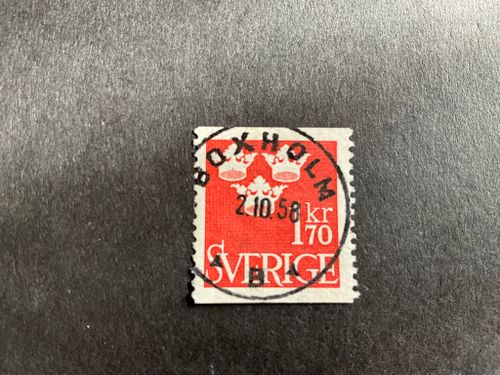 BOXHOLM
2.10.58
1 kr
70
SVERIGE
B